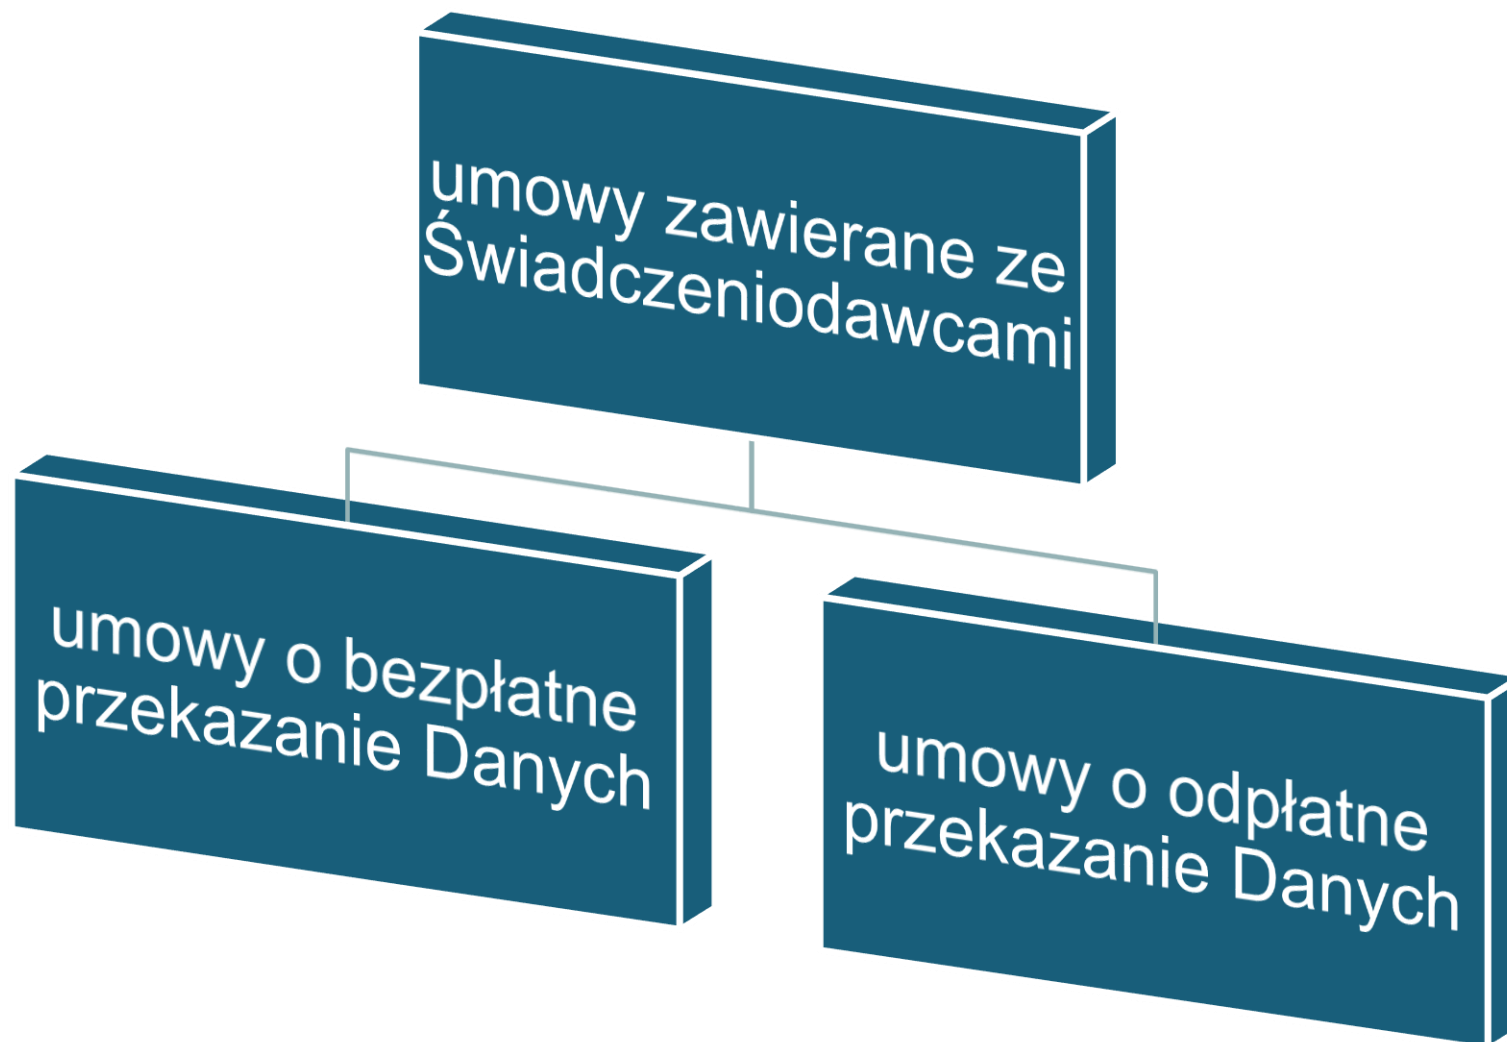 umowy zawierane ze
Świadczeniodawcami
umowy o bezpłatne
przekazanie Danych
umowy o odpłatne
przekazanie Danych